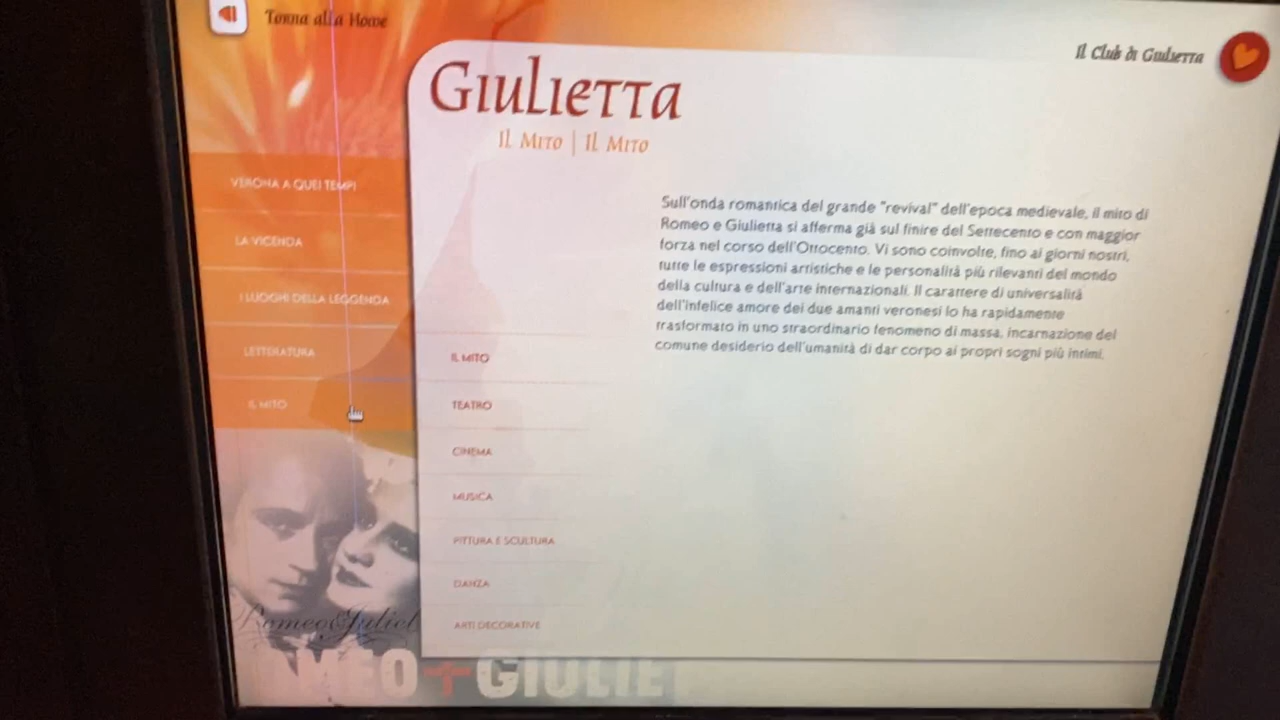 Torna alla Home
Il Club di Giulietta
Giulietta
Il Mito | Il Mito
VERONA A QUEI TEMPI
LA VICENDA
I LUOGHI DELLA LEGGENDA
LETTERATURA
IL MITO
Sull'onda romantica del grande "revival" dell'epoca medievale, il mito di
Romeo e Giulietta si afferma già sul finire del Settecento e con maggior
forza nel corso dell'Ottocento. Vi sono coinvolte, fino ai giorni nostri,
tutte le espressioni artistiche e le personalità più rilevanti del mondo
della cultura e dell'arte internazionali. Il carattere di universalità
dell'infelice amore dei due amanti veronesi lo ha rapidamente
trasformato in uno straordinario fenomeno di massa, incarnazione del
comune desiderio dell'umanità di dar corpo ai propri sogni più intimi.
IL MITO
TEATRO
CINEMA
MUSICA
PITTURA E SCULTURA
DANZA
ARTI DECORATIVE
Romeo&Juliet
OMEO+GIULIE